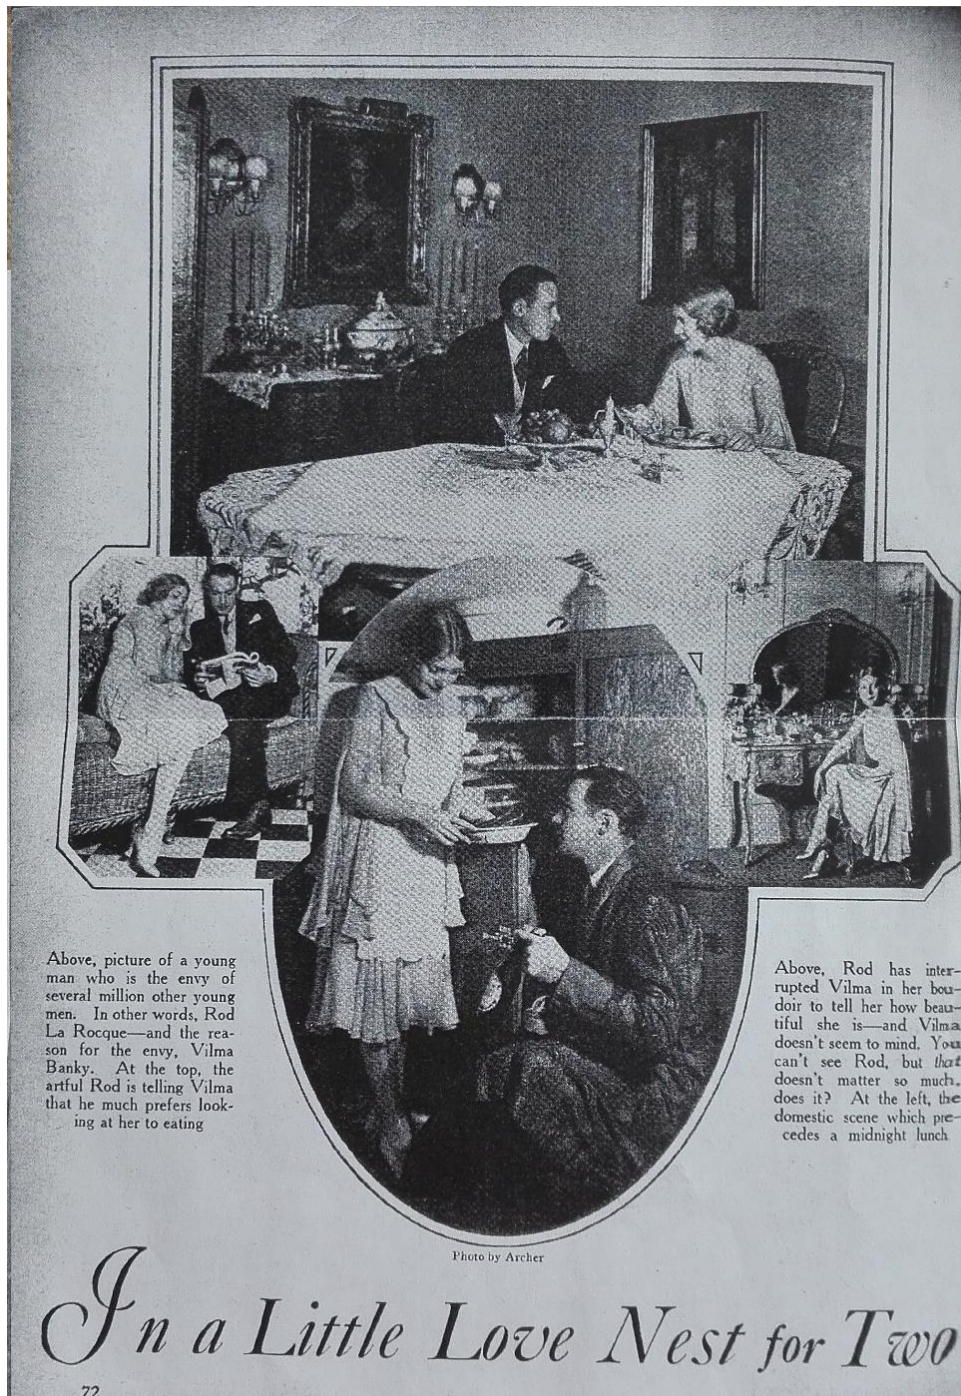 Above, picture of a young
man who is the envy of
several million other young
men. In other words, Rod
La Rocque—and the rea-
son for the envy, Vilma
Banky. At the top, the
artful Rod is telling Vilma
that he much prefers look-
ing at her to eating
Above, Rod has inter-
rupted Vilma in her bou-
doir to tell her how beau-
tiful she is—and Vilma
doesn't seem to mind. You
can't see Rod, but that
doesn't matter so much,
does it? At the left, the
domestic scene which pre-
cedes a midnight lunch
Photo by Archer
In a Little Love Nest for Two
72